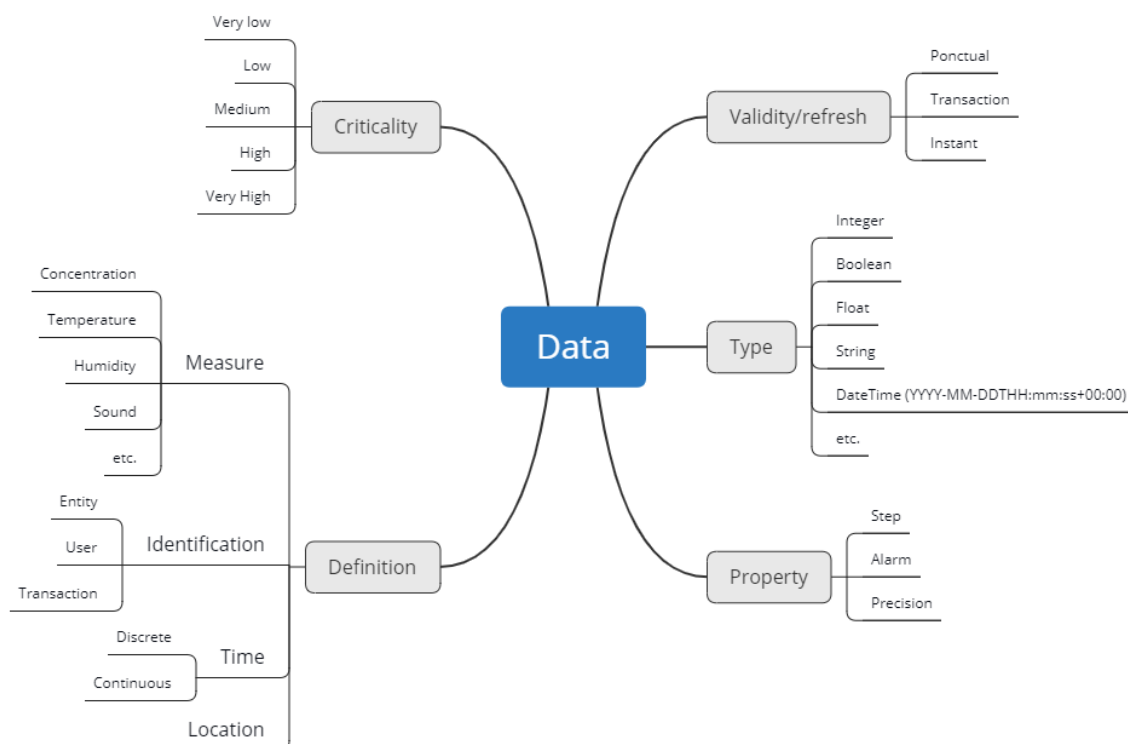 Data
Criticality
Very low
Low
Medium
High
Very High
Definition
Measure
Concentration
Temperature
Humidity
Sound
etc.
Identification
Entity
User
Transaction
Time
Discrete
Continuous
Location
Validity/refresh
Ponctual
Transaction
Instant
Type
Integer
Boolean
Float
String
DateTime (YYYY-MM-DDTHH:mm:ss+00:00)
etc.
Property
Step
Alarm
Precision